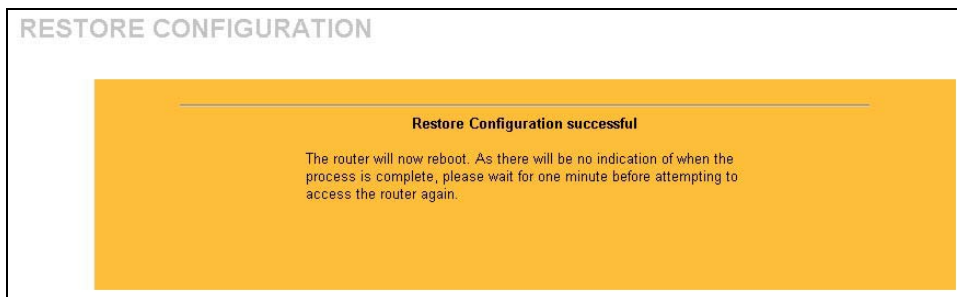 RESTORE CONFIGURATION
Restore Configuration successful
The router will now reboot. As there will be no indication of when the
process is complete, please wait for one minute before attempting to
access the router again.